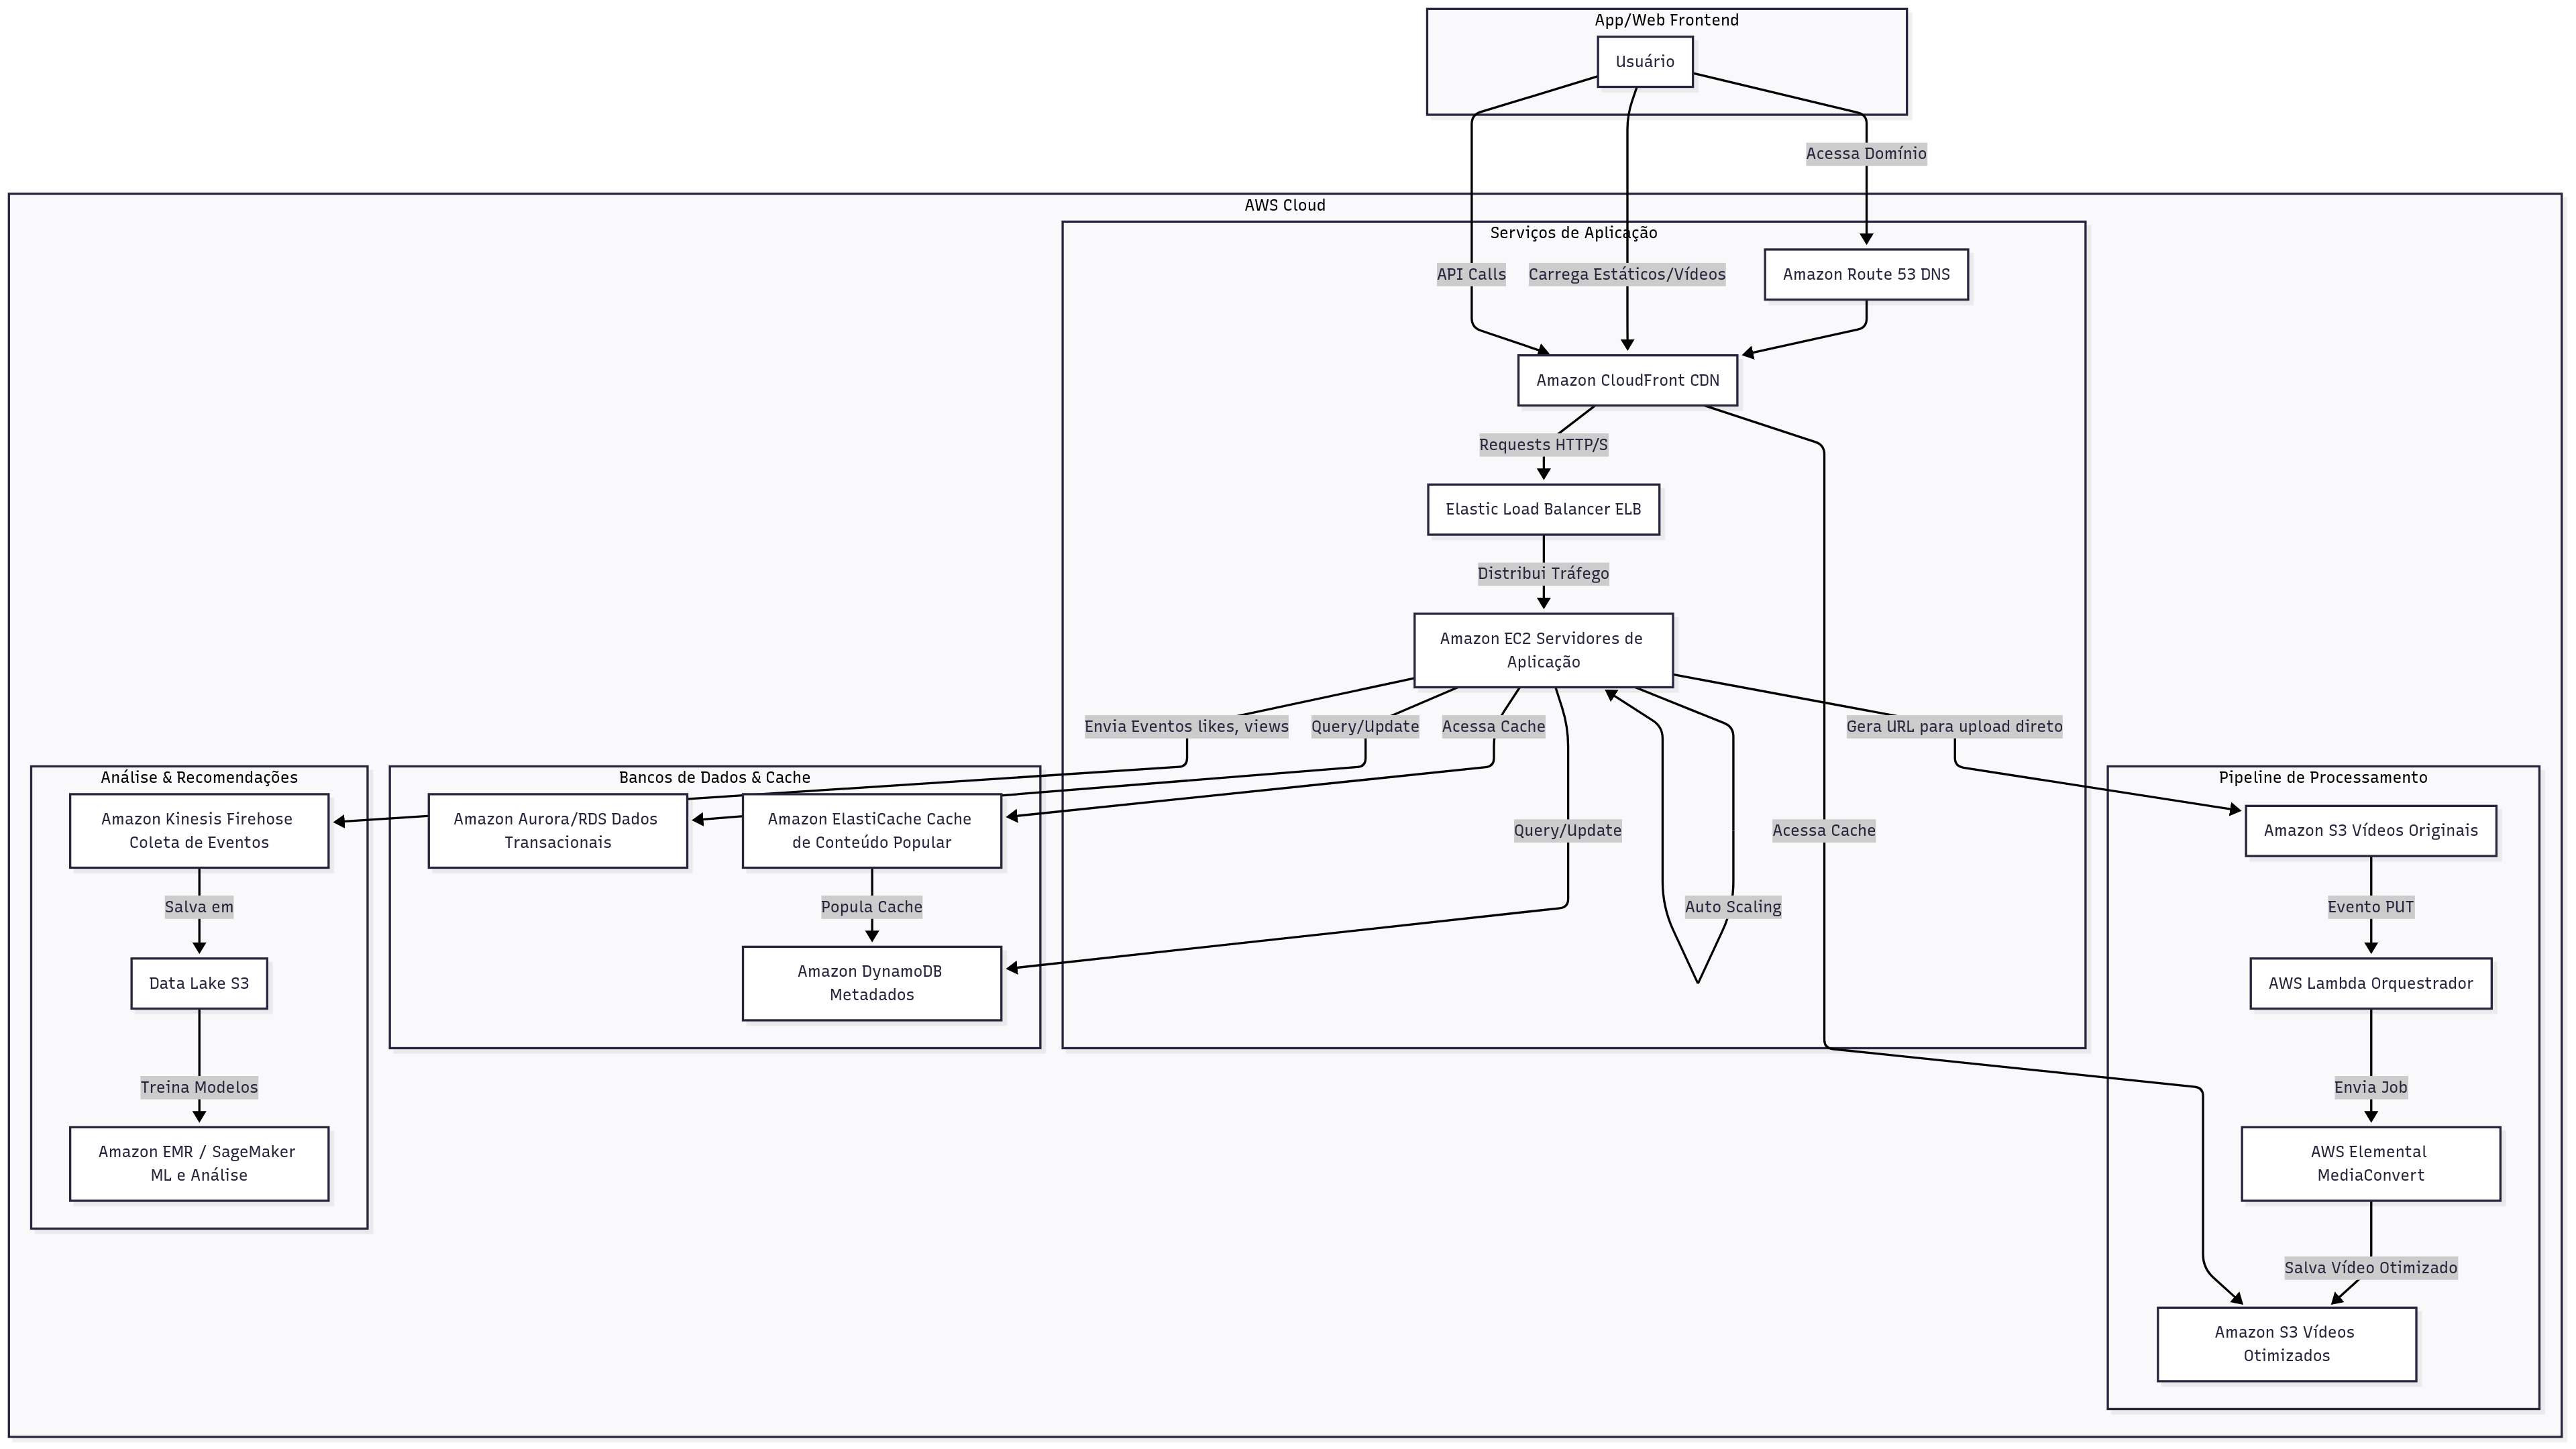 App/Web Frontend
Usuário
Acessa Domínio
AWS Cloud
Serviços de Aplicação
API Calls
Carrega Estáticos/Vídeos
Amazon Route 53 DNS
Amazon CloudFront CDN
Requests HTTP/S
Elastic Load Balancer ELB
Distribui Tráfego
Amazon EC2 Servidores de
Aplicação
Envia Eventos likes, views
Query/Update
Acessa Cache
Gera URL para upload direto
Análise & Recomendações
Amazon Kinesis Firehose
Coleta de Eventos
Salva em
Data Lake S3
Treina Modelos
Amazon EMR / SageMaker
ML e Análise
Bancos de Dados & Cache
Amazon Aurora/RDS Dados
Transacionais
Amazon ElastiCache Cache
de Conteúdo Popular
Popula Cache
Amazon DynamoDB
Metadados
Query/Update
Auto Scaling
Acessa Cache
Pipeline de Processamento
Amazon S3 Vídeos Originais
Evento PUT
AWS Lambda Orquestrador
Envia Job
AWS Elemental
MediaConvert
Salva Vídeo Otimizado
Amazon S3 Vídeos
Otimizados